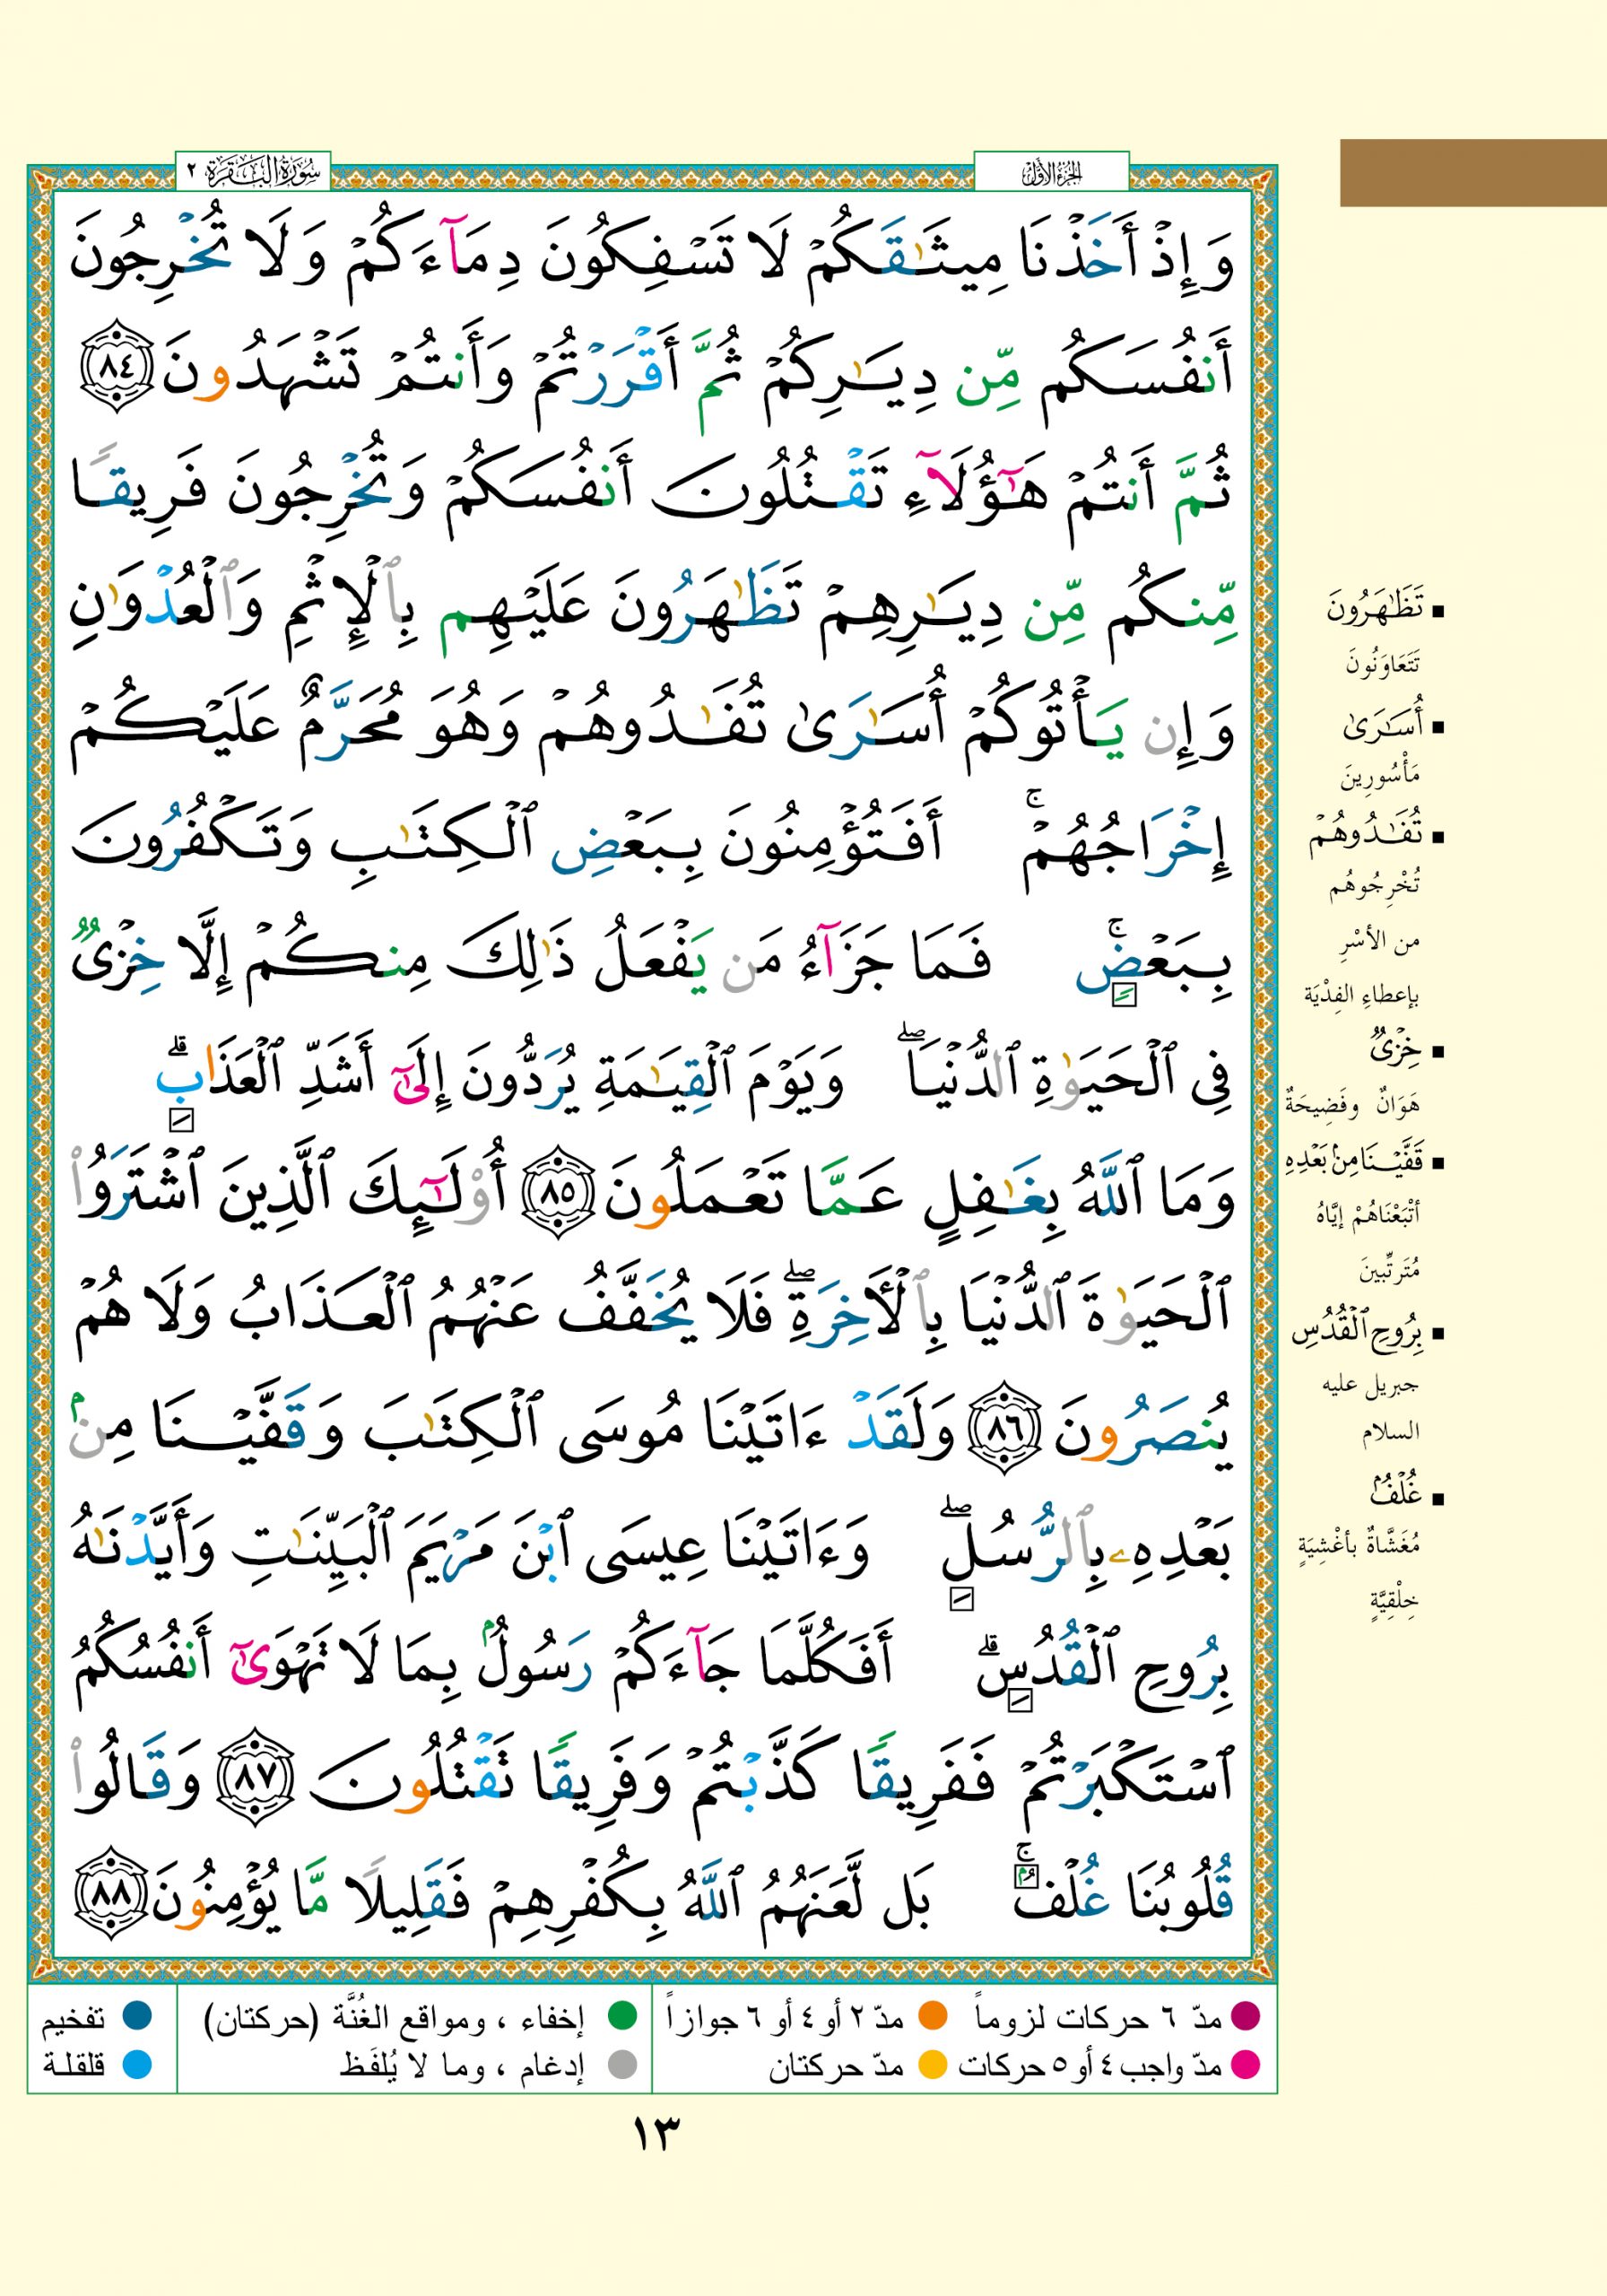 الجزء الأول
سورة البقرة ٢
وَإِذْ أَخَذْنَا مِيثَٰقَكُمْ لَا تَسْفِكُونَ دِمَآءَكُمْ وَلَا تُخْرِجُونَ
أَنفُسَكُم مِّن دِيَٰرِكُمْ ثُمَّ أَقْرَرْتُمْ وَأَنتُمْ تَشْهَدُونَ ٨٤
ثُمَّ أَنتُمْ هَٰٓؤُلَآءِ تَقْتُلُونَ أَنفُسَكُمْ وَتُخْرِجُونَ فَرِيقًا
مِّنكُم مِّن دِيَٰرِهِمْ تَظَٰهَرُونَ عَلَيْهِم بِٱلْإِثْمِ وَٱلْعُدْوَٰنِ
وَإِن يَأْتُوكُمْ أُسَٰرَىٰ تُفَٰدُوهُمْ وَهُوَ مُحَرَّمٌ عَلَيْكُمْ
إِخْرَاجُهُمْ ۚ أَفَتُؤْمِنُونَ بِبَعْضِ ٱلْكِتَٰبِ وَتَكْفُرُونَ
بِبَعْضٍ ۚ فَمَا جَزَآءُ مَن يَفْعَلُ ذَٰلِكَ مِنكُمْ إِلَّا خِزْىٌ
فِى ٱلْحَيَوٰةِ ٱلدُّنْيَا ۖ وَيَوْمَ ٱلْقِيَٰمَةِ يُرَدُّونَ إِلَىٰٓ أَشَدِّ ٱلْعَذَابِ ۗ
وَمَا ٱللَّهُ بِغَٰفِلٍ عَمَّا تَعْمَلُونَ ٨٥ أُو۟لَٰٓئِكَ ٱلَّذِينَ ٱشْتَرَوُا۟
ٱلْحَيَوٰةَ ٱلدُّنْيَا بِٱلْأَخِرَةِ ۖ فَلَا يُخَفَّفُ عَنْهُمُ ٱلْعَذَابُ وَلَا هُمْ
يُنصَرُونَ ٨٦ وَلَقَدْ ءَاتَيْنَا مُوسَى ٱلْكِتَٰبَ وَقَفَّيْنَا مِنۢ
بَعْدِهِۦ بِٱلرُّسُلِ ۖ وَءَاتَيْنَا عِيسَى ٱبْنَ مَرْيَمَ ٱلْبَيِّنَٰتِ وَأَيَّدْنَٰهُ
بِرُوحِ ٱلْقُدُسِ ۗ أَفَكُلَّمَا جَآءَكُمْ رَسُولٌۢ بِمَا لَا تَهْوَىٰٓ أَنفُسُكُمُ
ٱسْتَكْبَرْتُمْ فَفَرِيقًا كَذَّبْتُمْ وَفَرِيقًا تَقْتُلُونَ ٨٧ وَقَالُوا۟
قُلُوبُنَا غُلْفٌۢ ۚ بَل لَّعَنَهُمُ ٱللَّهُ بِكُفْرِهِمْ فَقَلِيلًا مَّا يُؤْمِنُونَ ٨٨
▪ تَظَٰهَرُونَ
تَتَعَاوَنُونَ
▪ أُسَٰرَىٰ
مَأْسُورِينَ
▪ تُفَٰدُوهُمْ
تُخْرِجُوهُم
من الأسْرِ
بإعطاءِ الفِدْيَة
▪ خِزْىٌ
هَوَانٌ وفَضِيحَةٌ
▪ قَفَّيْنَا مِنۢ بَعْدِهِ
أتْبَعْنَاهُمْ إيَّاهُ
مُتَرتِّبينَ
▪ بِرُوحِ ٱلْقُدُسِ
جبريل عليه
السلام
▪ غُلْفٌۢ
مُغَشَّاةٌ بأغْشِيَةٍ
خِلْقِيَّةٍ
مدّ ٦ حركات لزوماً مدّ ٢ أو ٤ أو ٦ جوازاً إخفاء ، ومواقع الغُنَّة (حركتان) تفخيم
مدّ واجب ٤ أو ٥ حركات مدّ حركتان إدغام ، وما لا يُلفَظ قلقلة
١٣